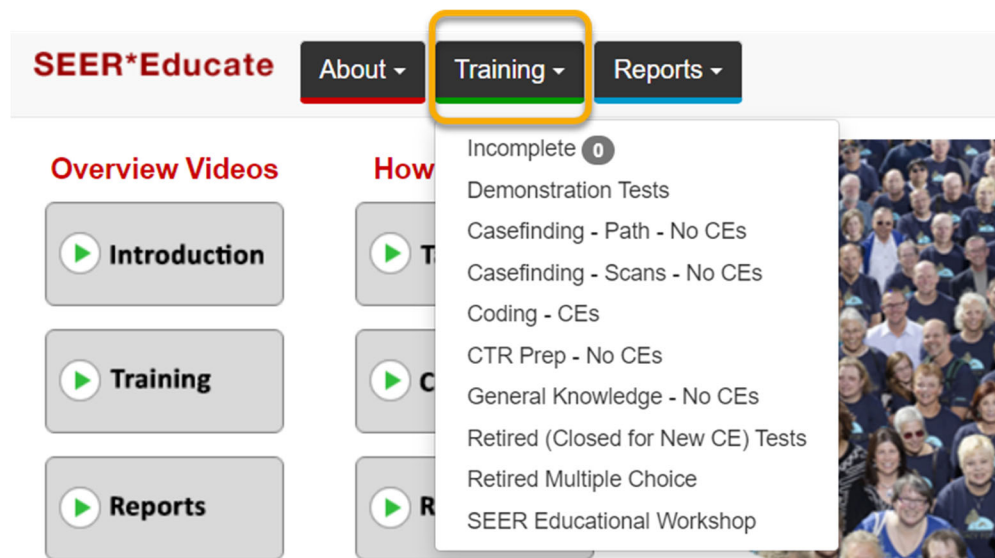 SEER*Educate
About
Training
Reports
Overview Videos
How
Introduction
Training
Reports
Incomplete 0
Demonstration Tests
Casefinding - Path - No CEs
Casefinding - Scans - No CEs
Coding - CEs
CTR Prep - No CEs
General Knowledge - No CEs
Retired (Closed for New CE) Tests
Retired Multiple Choice
SEER Educational Workshop